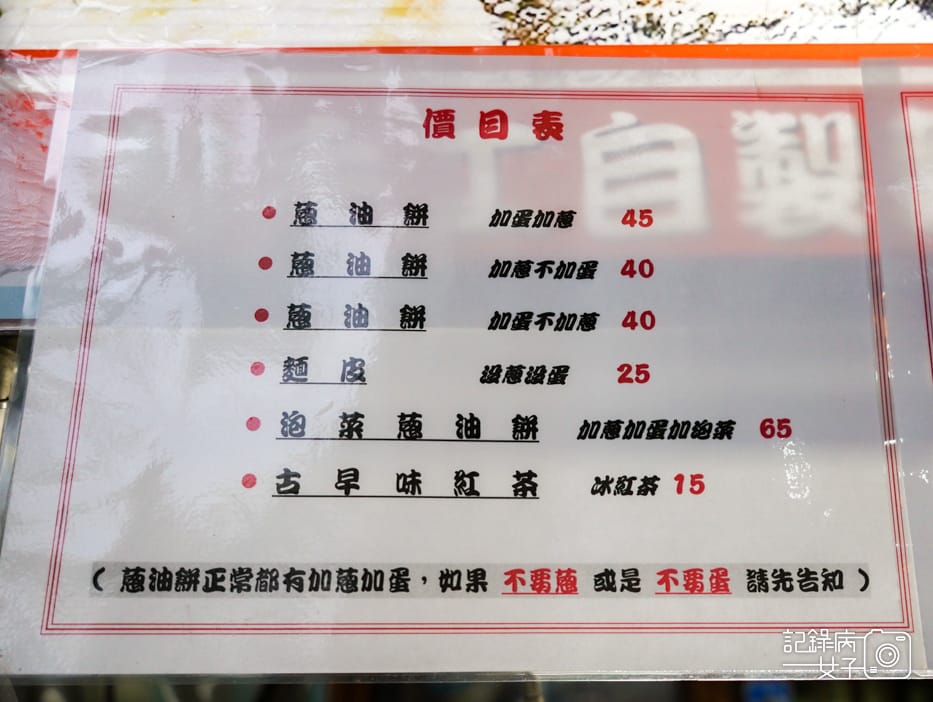 價目表
自製
蔥油餅 加蛋加蔥 45
蔥油餅 加蔥不加蛋 40
蔥油餅 加蛋不加蔥 40
麵皮 沒蔥沒蛋 25
泡菜蔥油餅 加蔥加蛋加泡菜 65
古早味紅茶 冰紅茶 15
( 蔥油餅正常都有加蔥加蛋，如果 不要蔥 或是 不要蛋 請先告知 )
記錄病
女子